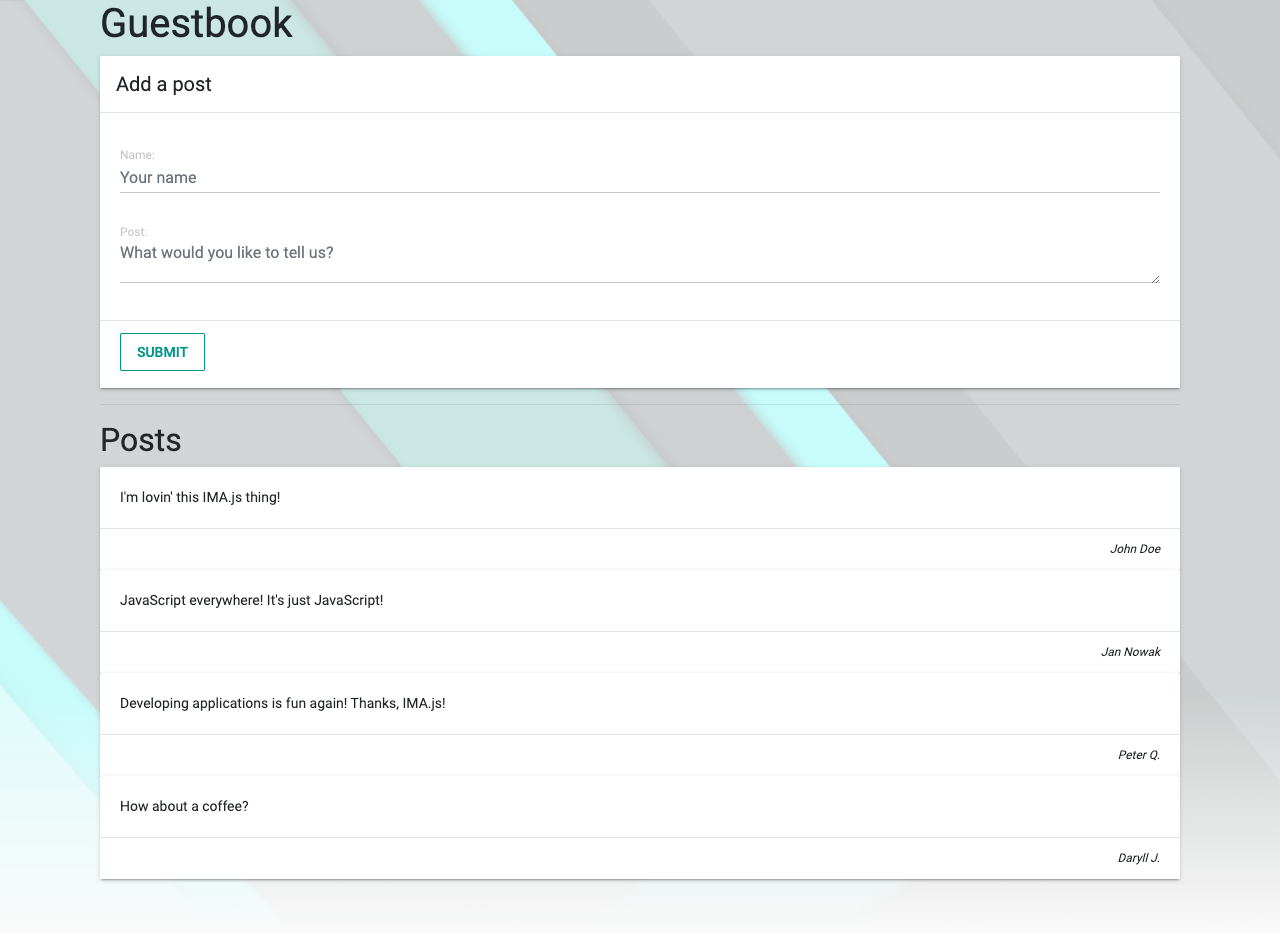 Guestbook
Add a post
Name:
Your name
Post:
What would you like to tell us?
SUBMIT
Posts
I'm lovin' this IMA.js thing!
John Doe
JavaScript everywhere! It's just JavaScript!
Jan Nowak
Developing applications is fun again! Thanks, IMA.js!
Peter Q.
How about a coffee?
Daryll J.